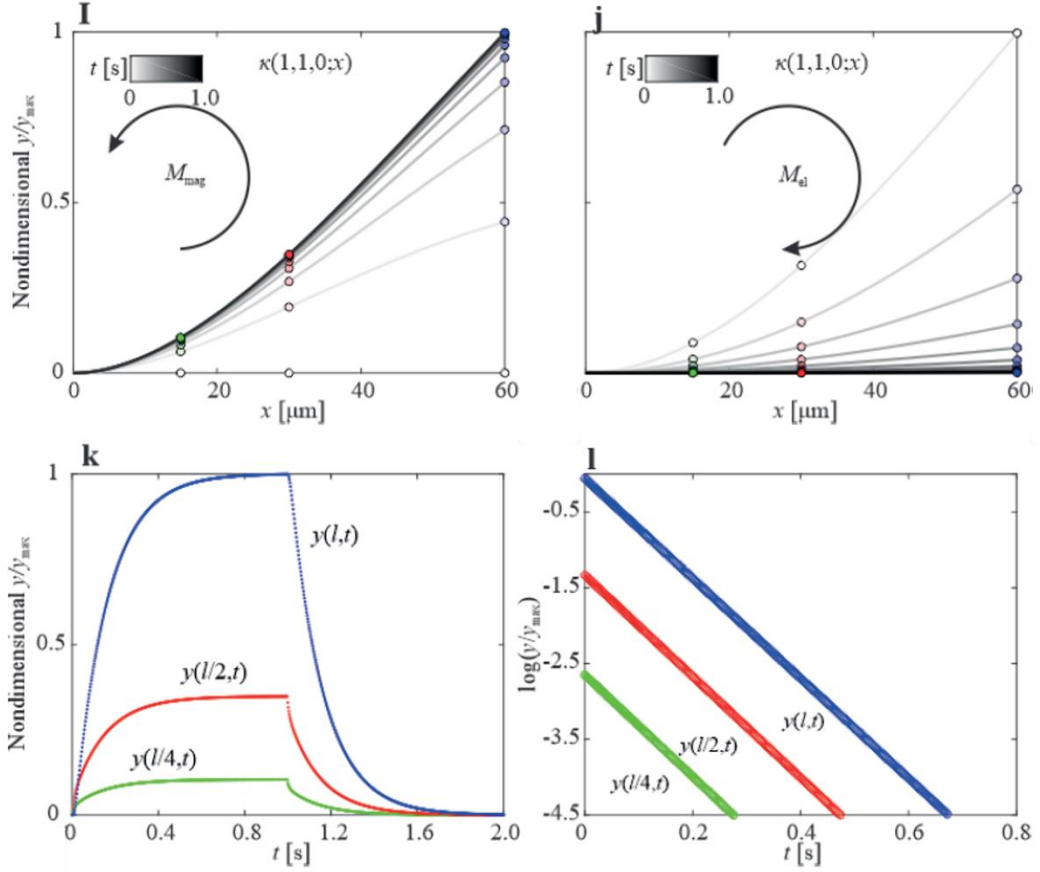 I
t [s]
0 1.0
κ(1,1,0;x)
M_mag
Nondimensional y/y_max
1
0.5
0
20 40 60
x [μm]
j
t [s]
0 1.0
κ(1,1,0;x)
M_el
20 40 60
x [μm]
k
Nondimensional y/y_max
1
0.5
0
y(l,t)
y(l/2,t)
y(l/4,t)
0 0.4 0.8 1.2 1.6 2.0
t [s]
l
log(y/y_max)
-0.5
-1.5
-2.5
-3.5
-4.5
y(l,t)
y(l/2,t)
y(l/4,t)
0 0.2 0.4 0.6 0.8
t [s]